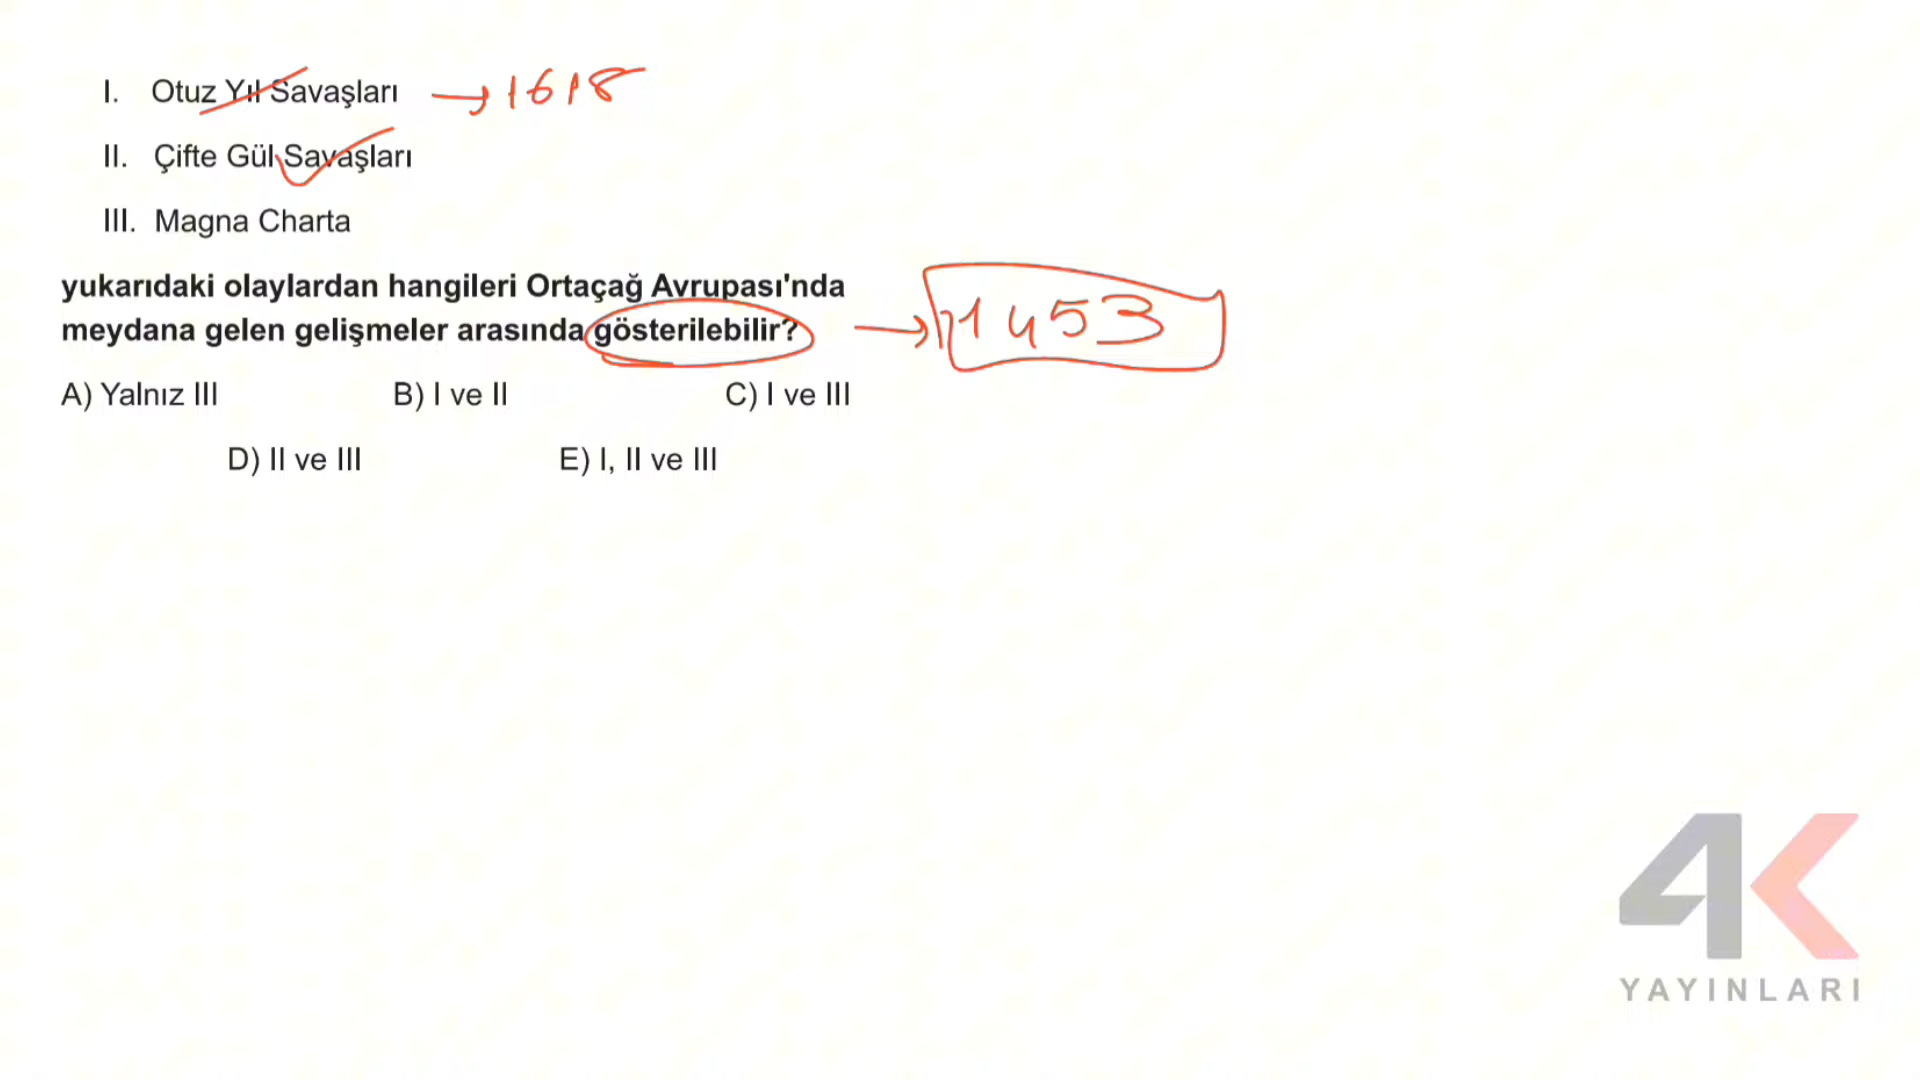 I. Otuz Yıl Savaşları → 1618
II. Çifte Gül Savaşları
III. Magna Charta
yukarıdaki olaylardan hangileri Ortaçağ Avrupası'nda
meydana gelen gelişmeler arasında gösterilebilir? → 1453
A) Yalnız III B) I ve II C) I ve III
D) II ve III E) I, II ve III
4K
YAYINLARI